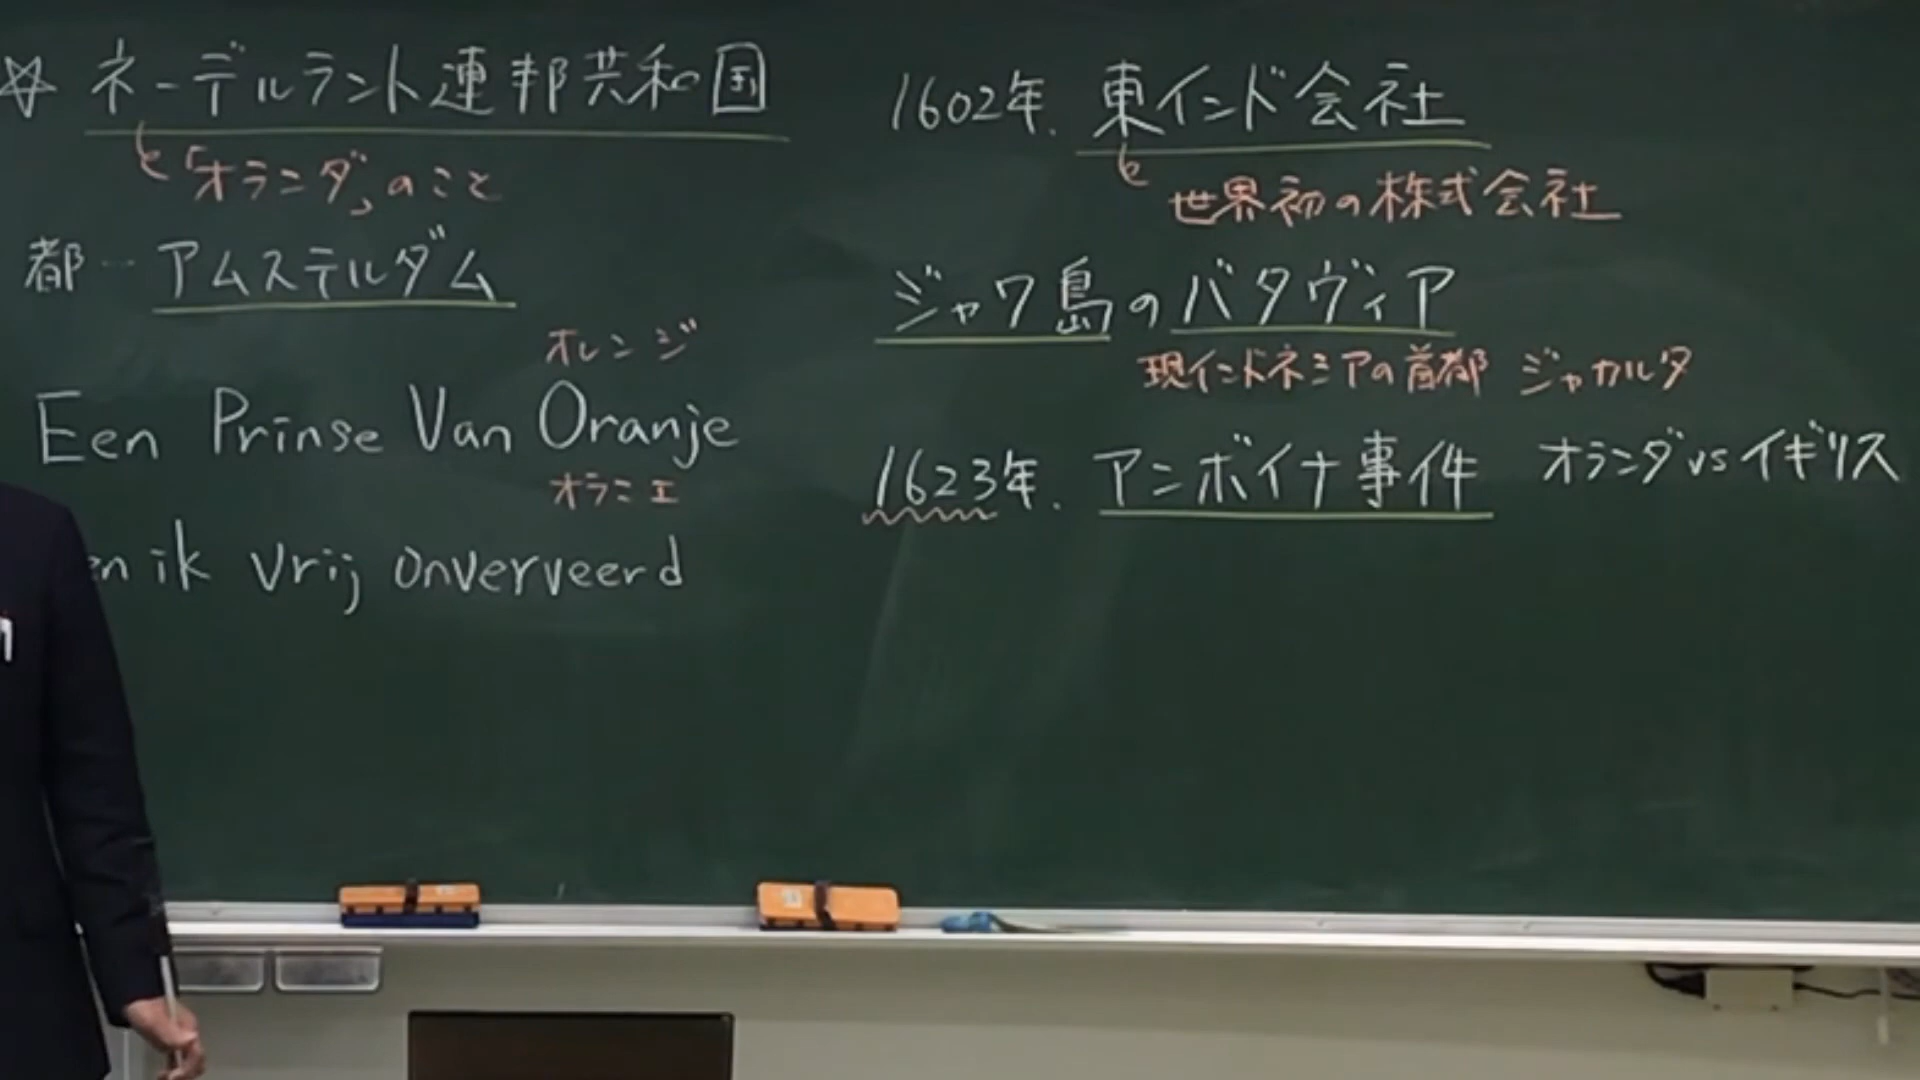 ☆ ネーデルラント連邦共和国
と「オランダ」のこと
都－アムステルダム
オレンジ
Een Prinse Van Oranje
オラニエ
en ik vrij onverveerd
1602年. 東インド会社
と 世界初の株式会社
ジャワ島のバタヴィア
現インドネシアの首都 ジャカルタ
1623年. アンボイナ事件 オランダvsイギリス